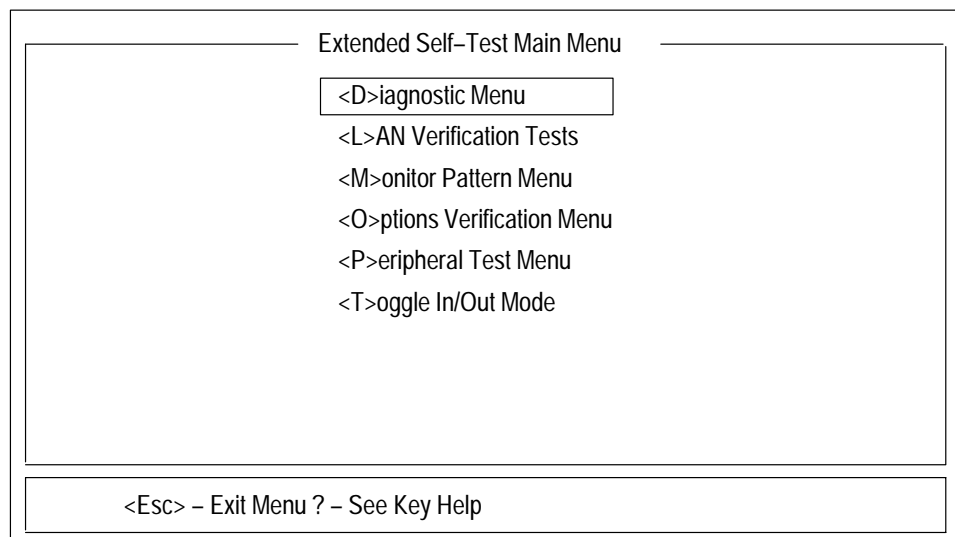 Extended Self–Test Main Menu
<D>iagnostic Menu
<L>AN Verification Tests
<M>onitor Pattern Menu
<O>ptions Verification Menu
<P>eripheral Test Menu
<T>oggle In/Out Mode
<Esc> – Exit Menu ? – See Key Help